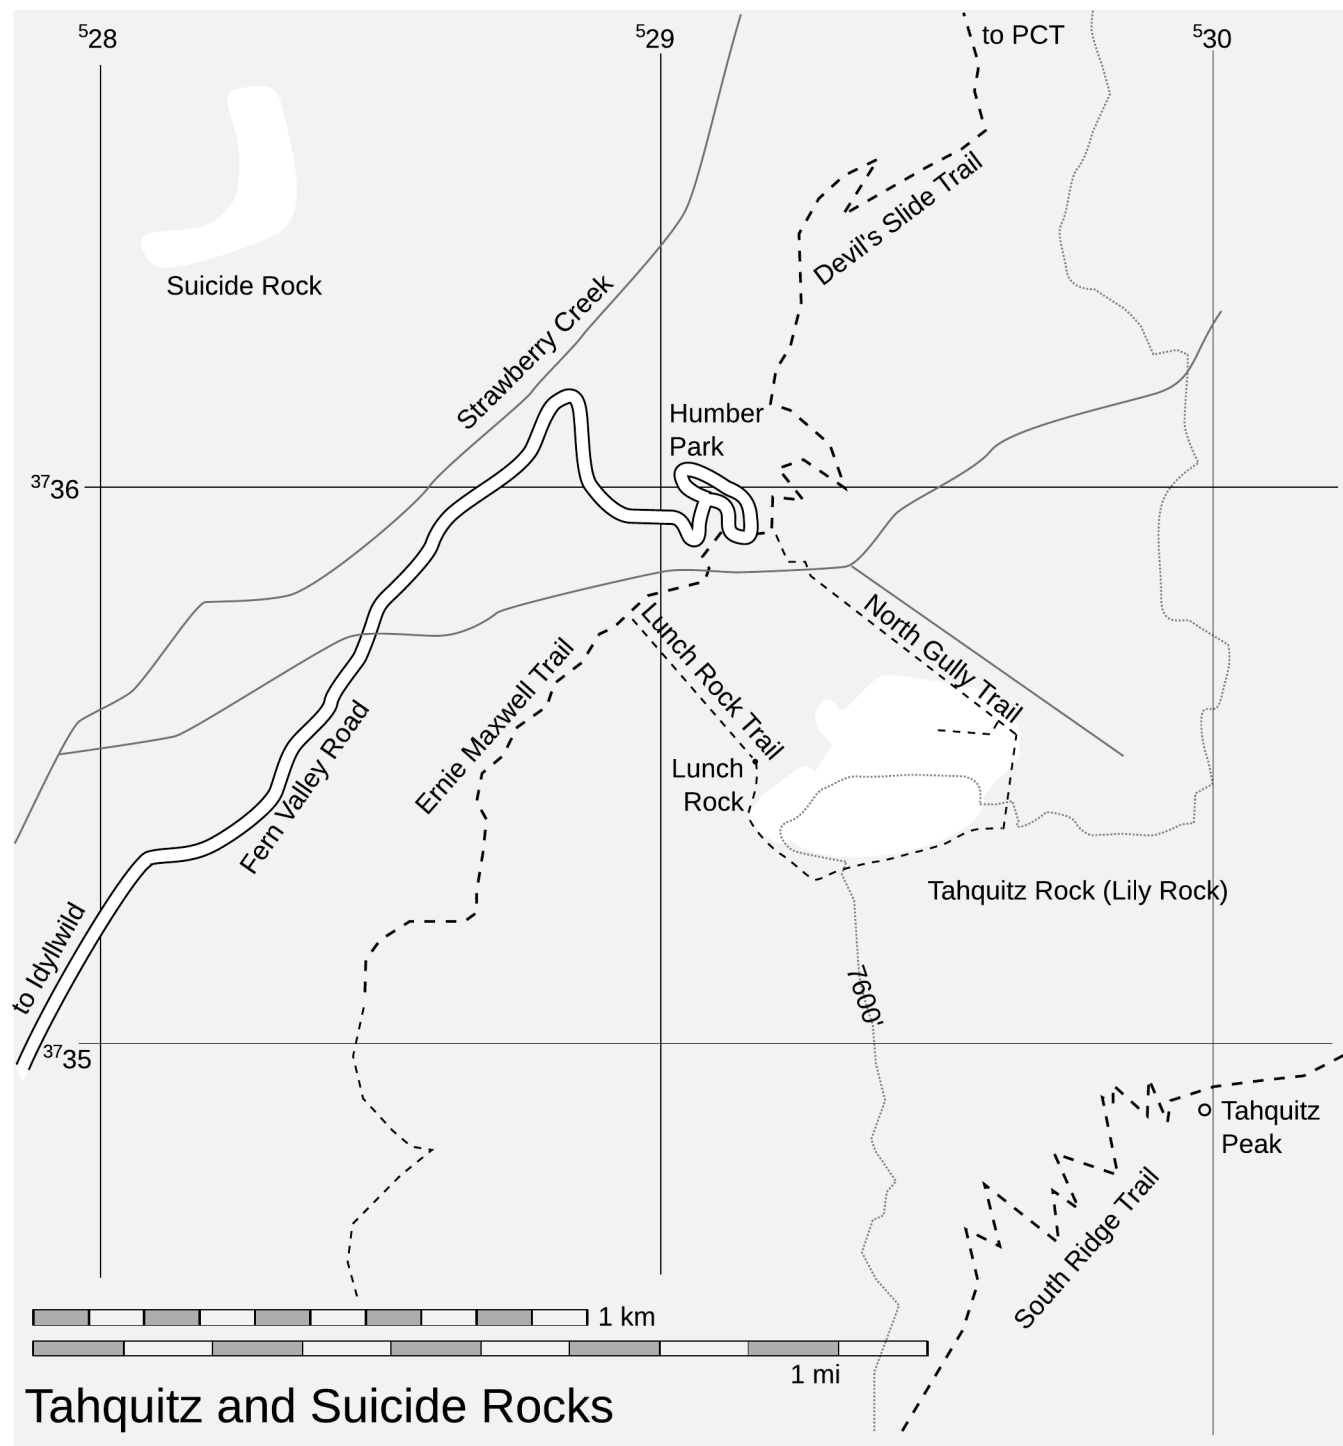 528
529
to PCT
530
Devil's Slide Trail
Suicide Rock
Strawberry Creek
Humber
Park
3736
North Gully Trail
Lunch Rock Trail
Ernie Maxwell Trail
Fern Valley Road
Lunch
Rock
Tahquitz Rock (Lily Rock)
to Idyllwild
7600'
3735
Tahquitz
Peak
South Ridge Trail
1 km
1 mi
Tahquitz and Suicide Rocks